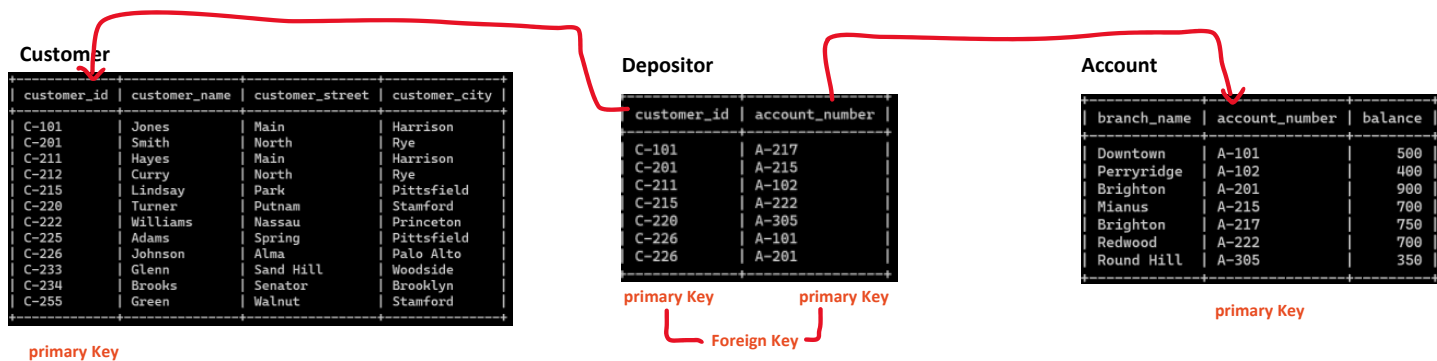 Customer
| customer_id | customer_name | customer_street | customer_city |
| C-101 | Jones | Main | Harrison |
| C-201 | Smith | North | Rye |
| C-211 | Hayes | Main | Harrison |
| C-212 | Curry | North | Rye |
| C-215 | Lindsay | Park | Pittsfield |
| C-220 | Turner | Putnam | Stamford |
| C-222 | Williams | Nassau | Princeton |
| C-225 | Adams | Spring | Pittsfield |
| C-226 | Johnson | Alma | Palo Alto |
| C-233 | Glenn | Sand Hill | Woodside |
| C-234 | Brooks | Senator | Brooklyn |
| C-255 | Green | Walnut | Stamford |
primary Key
Depositor
| customer_id | account_number |
| C-101 | A-217 |
| C-201 | A-215 |
| C-211 | A-102 |
| C-215 | A-222 |
| C-220 | A-305 |
| C-226 | A-101 |
| C-226 | A-201 |
primary Key primary Key
Foreign Key
Account
| branch_name | account_number | balance |
| Downtown | A-101 | 500 |
| Perryridge | A-102 | 400 |
| Brighton | A-201 | 900 |
| Mianus | A-215 | 700 |
| Brighton | A-217 | 750 |
| Redwood | A-222 | 700 |
| Round Hill | A-305 | 350 |
primary Key